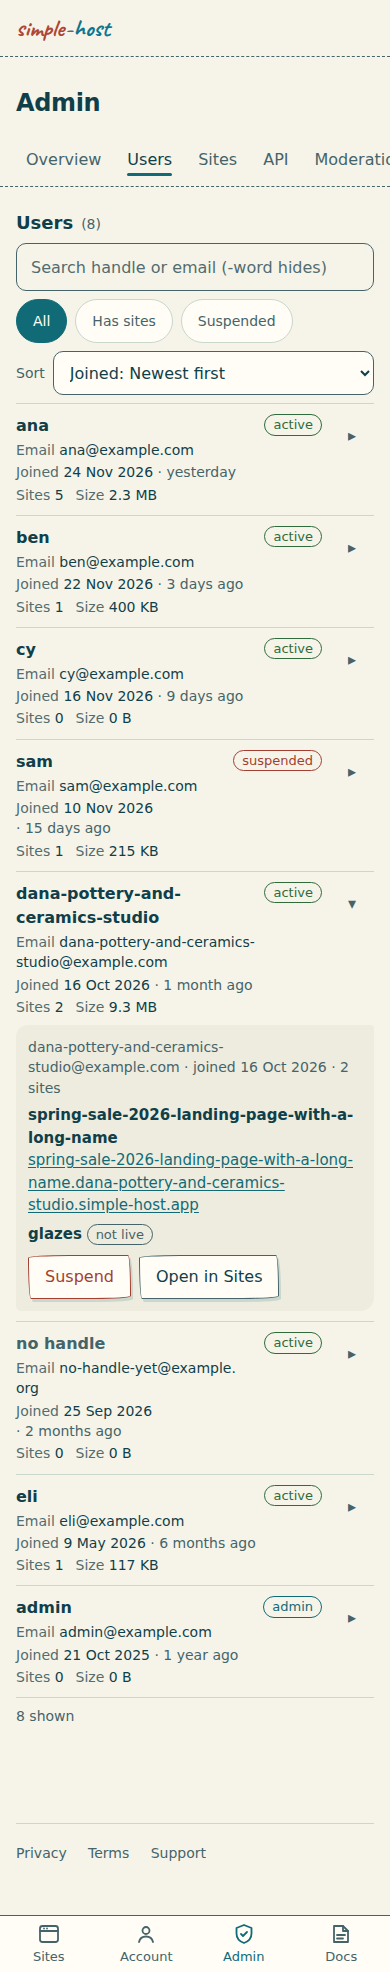 simple-host
Admin
Overview Users Sites API Moderatio
Users (8)
Search handle or email (-word hides)
All Has sites Suspended
Sort Joined: Newest first
ana active ▸
Email ana@example.com
Joined 24 Nov 2026 · yesterday
Sites 5 Size 2.3 MB
ben active ▸
Email ben@example.com
Joined 22 Nov 2026 · 3 days ago
Sites 1 Size 400 KB
cy active ▸
Email cy@example.com
Joined 16 Nov 2026 · 9 days ago
Sites 0 Size 0 B
sam suspended ▸
Email sam@example.com
Joined 10 Nov 2026
· 15 days ago
Sites 1 Size 215 KB
dana-pottery-and- active ▾
ceramics-studio
Email dana-pottery-and-ceramics-
studio@example.com
Joined 16 Oct 2026 · 1 month ago
Sites 2 Size 9.3 MB
dana-pottery-and-ceramics-
studio@example.com · joined 16 Oct 2026 · 2
sites
spring-sale-2026-landing-page-with-a-
long-name
spring-sale-2026-landing-page-with-a-long-
name.dana-pottery-and-ceramics-
studio.simple-host.app
glazes not live
Suspend Open in Sites
no handle active ▸
Email no-handle-yet@example.
org
Joined 25 Sep 2026
· 2 months ago
Sites 0 Size 0 B
eli active ▸
Email eli@example.com
Joined 9 May 2026 · 6 months ago
Sites 1 Size 117 KB
admin admin ▸
Email admin@example.com
Joined 21 Oct 2025 · 1 year ago
Sites 0 Size 0 B
8 shown
Privacy Terms Support
Sites Account Admin Docs